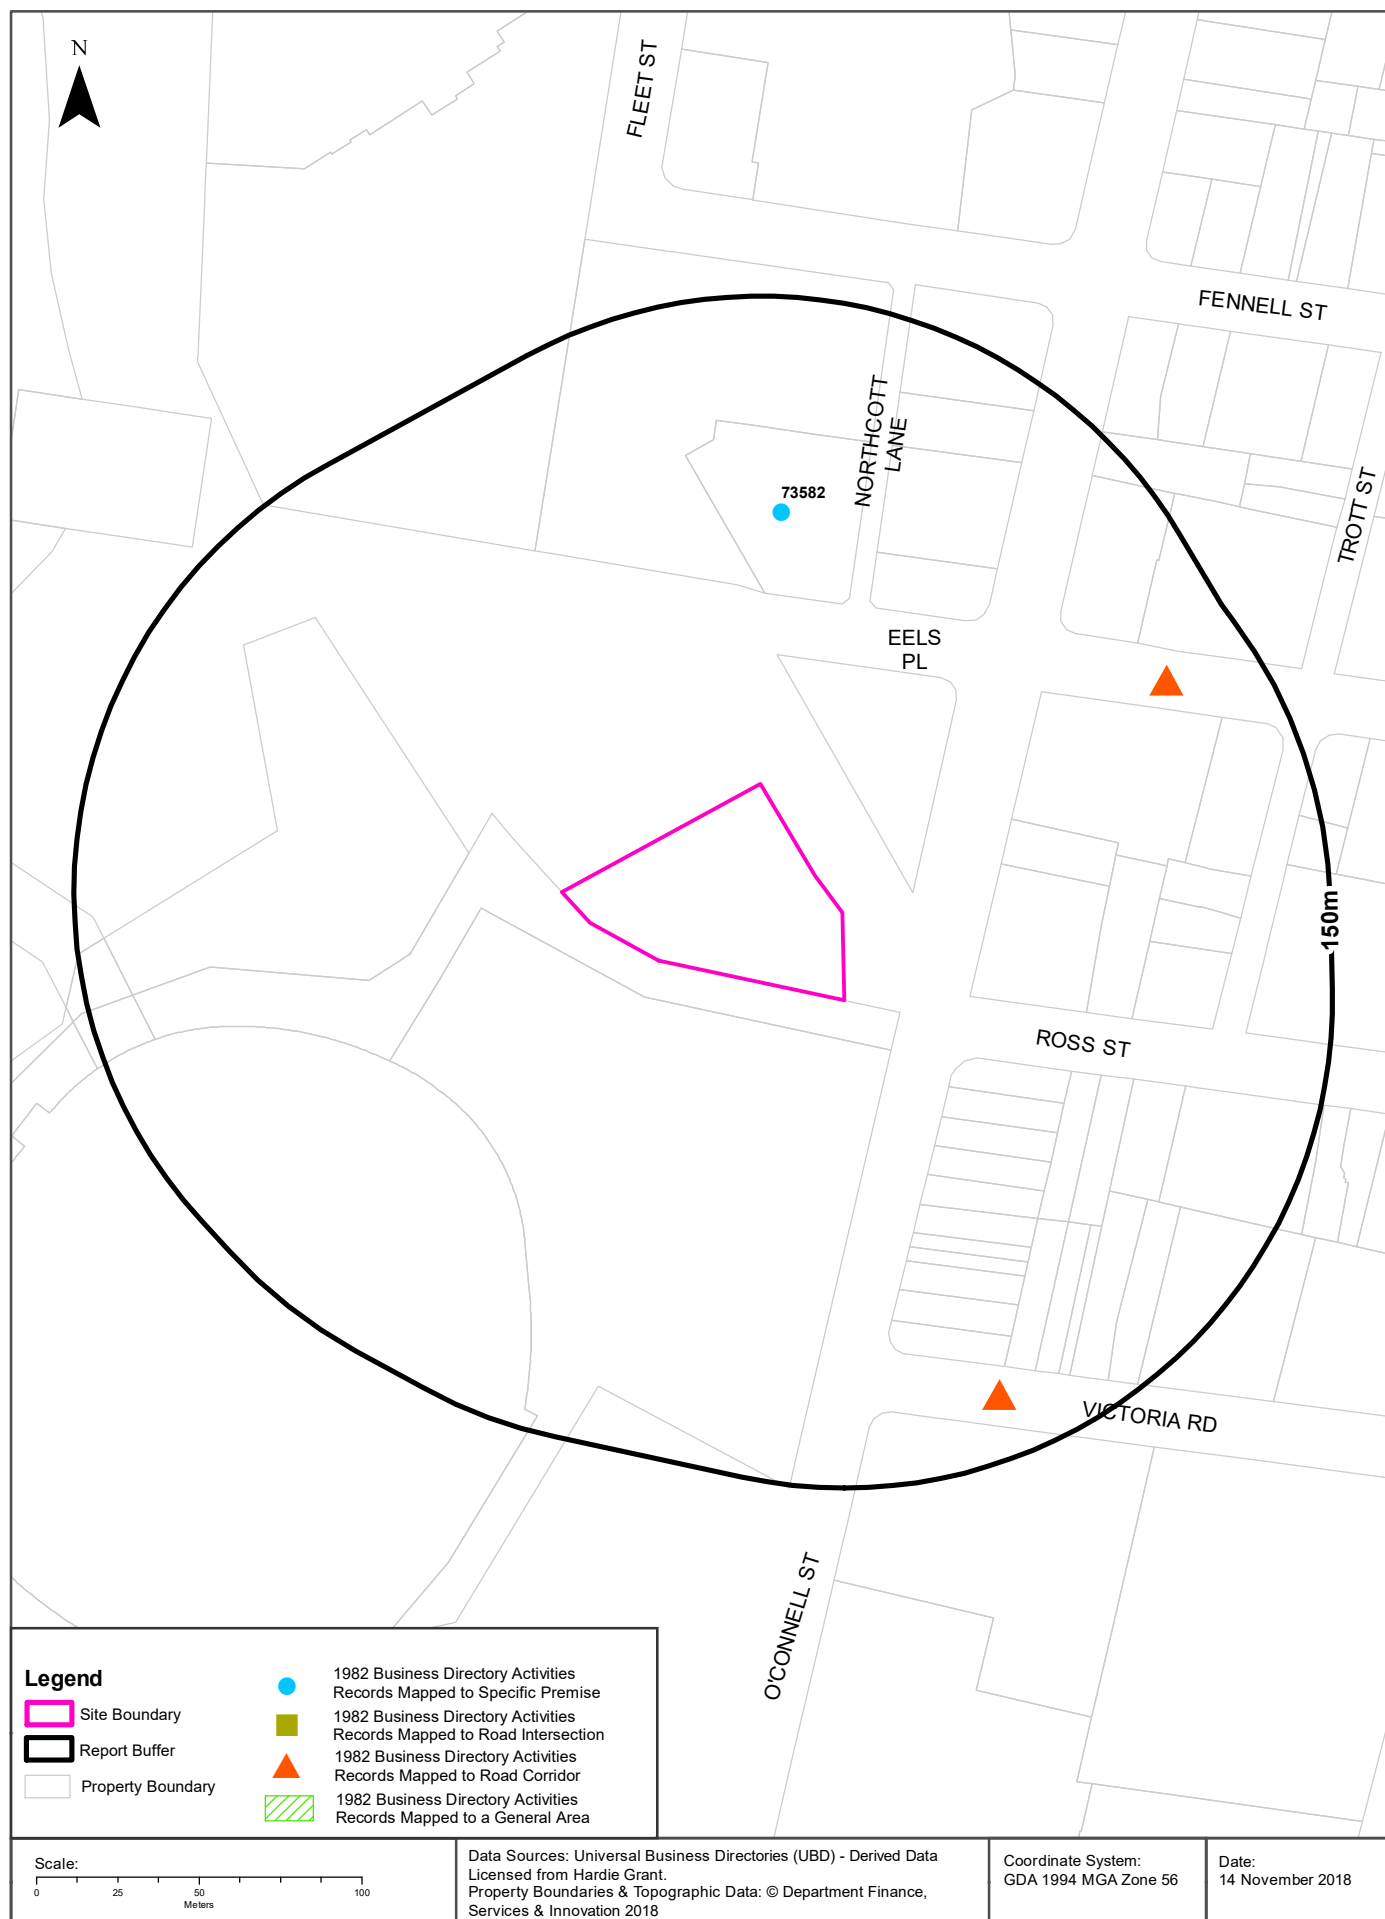 N
FLEET ST
FENNELL ST
NORTHCOTT
LANE
73582
TROTT ST
EELS
PL
150m
ROSS ST
VICTORIA RD
O'CONNELL ST
Legend
Site Boundary
Report Buffer
Property Boundary
1982 Business Directory Activities
Records Mapped to Specific Premise
1982 Business Directory Activities
Records Mapped to Road Intersection
1982 Business Directory Activities
Records Mapped to Road Corridor
1982 Business Directory Activities
Records Mapped to a General Area
Scale:
0 25 50 100
Meters
Data Sources: Universal Business Directories (UBD) - Derived Data
Licensed from Hardie Grant.
Property Boundaries & Topographic Data: © Department Finance,
Services & Innovation 2018
Coordinate System:
GDA 1994 MGA Zone 56
Date:
14 November 2018